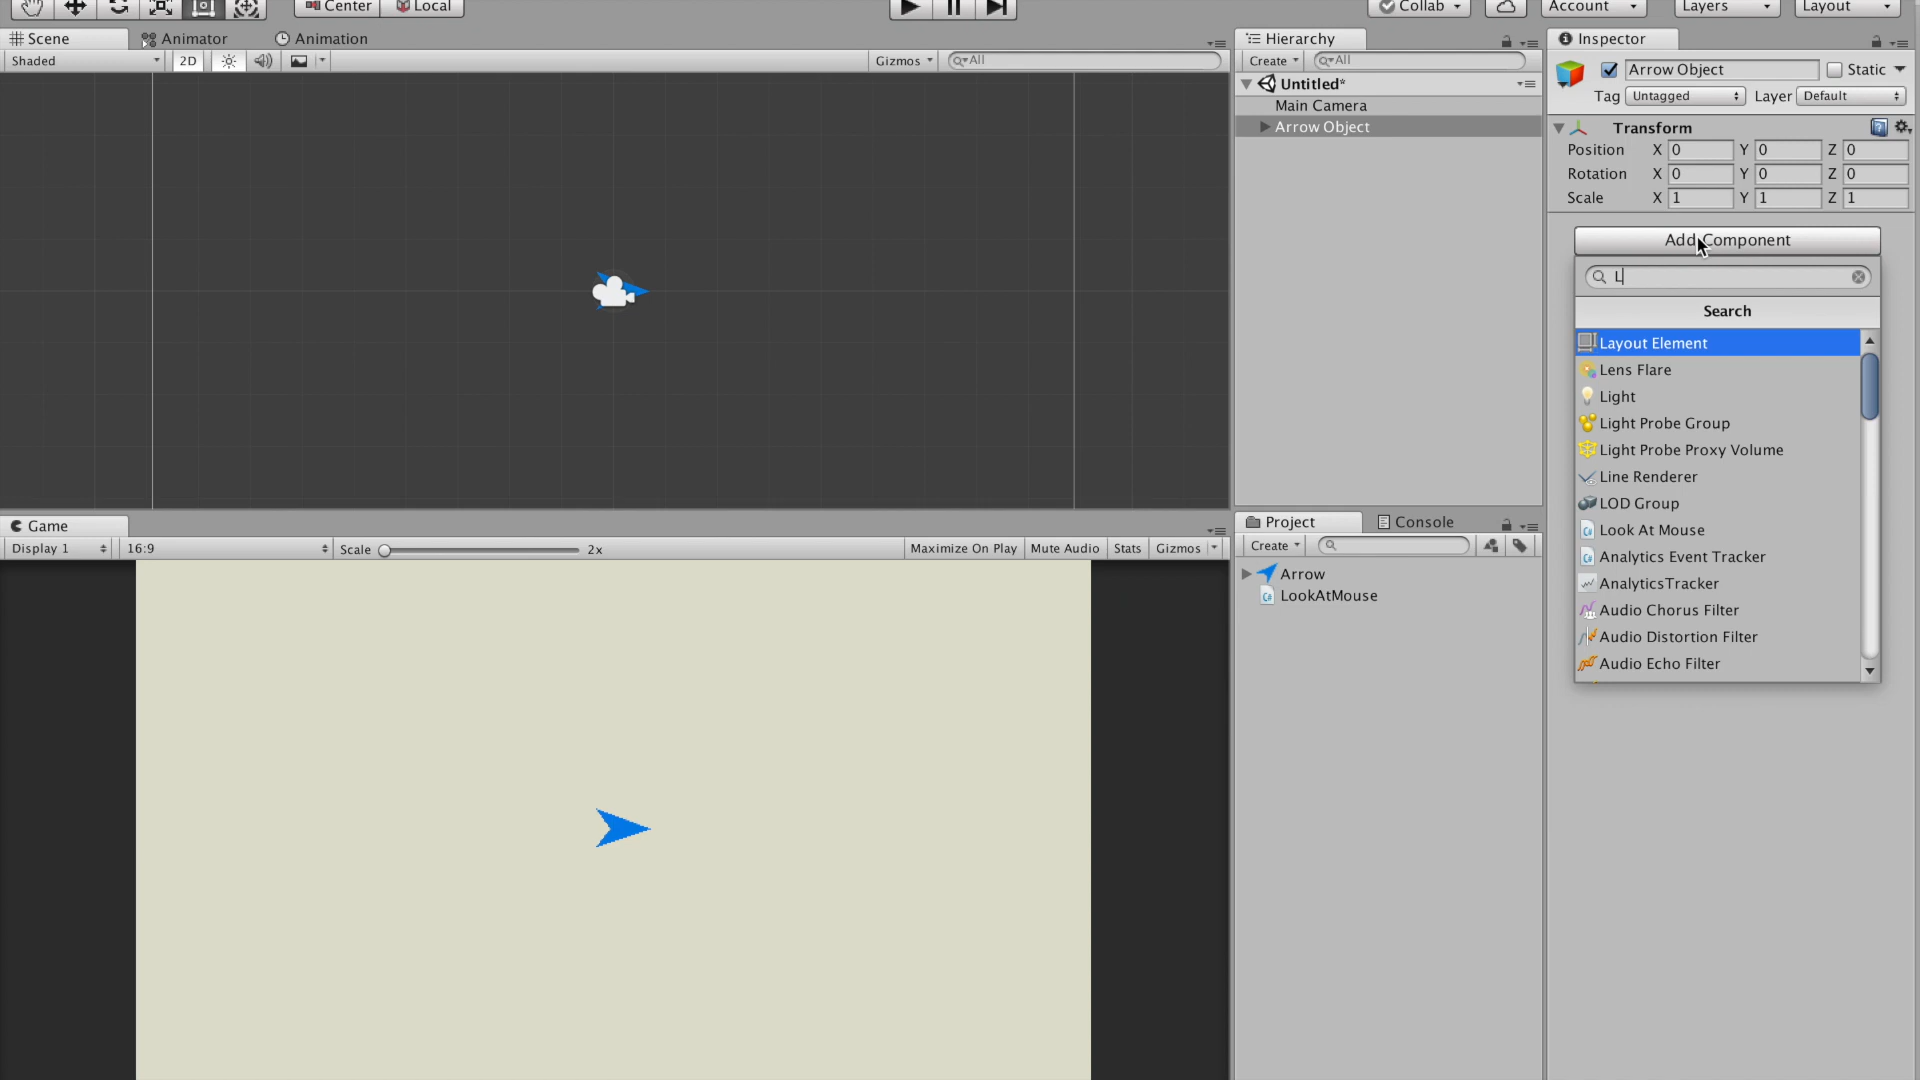 Center
Local
Collab
Account
Layers
Layout
Scene
Animator
Animation
Shaded
2D
Gizmos
All
Hierarchy
Create
All
Untitled*
Main Camera
Arrow Object
Inspector
Arrow Object
Static
Tag
Untagged
Layer
Default
Transform
Position X 0 Y 0 Z 0
Rotation X 0 Y 0 Z 0
Scale X 1 Y 1 Z 1
Add Component
L
Search
Layout Element
Lens Flare
Light
Light Probe Group
Light Probe Proxy Volume
Line Renderer
LOD Group
Look At Mouse
Analytics Event Tracker
AnalyticsTracker
Audio Chorus Filter
Audio Distortion Filter
Audio Echo Filter
Game
Display 1
16:9
Scale
2x
Maximize On Play
Mute Audio
Stats
Gizmos
Project
Console
Create
Arrow
LookAtMouse